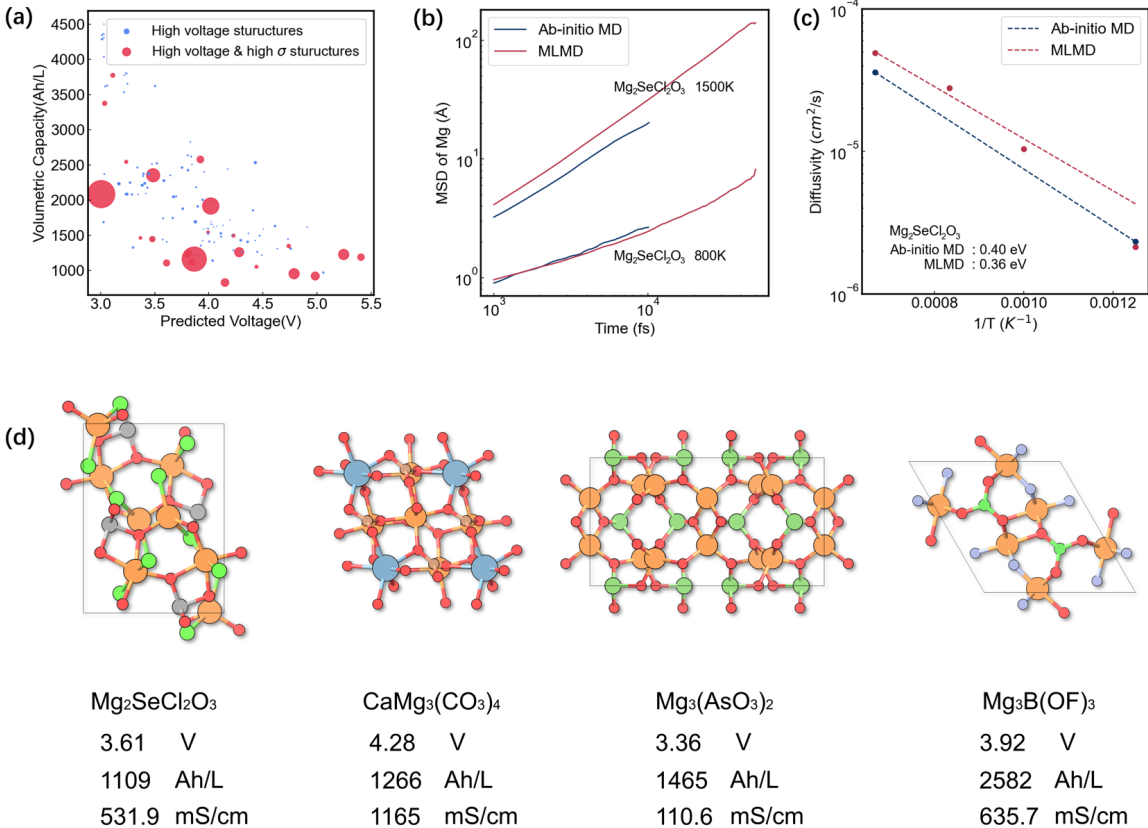 (a)
4500
4000
3500
3000
2500
2000
1500
1000
Volumetric Capacity(Ah/L)
High voltage sturuectures
High voltage & high σ sturuectures
3.0 3.5 4.0 4.5 5.0 5.5
Predicted Voltage(V)
(b)
10²
10¹
10⁰
MSD of Mg (Å)
Ab-initio MD
MLMD
Mg₂SeCl₂O₃ 1500K
Mg₂SeCl₂O₃ 800K
10³ 10⁴
Time (fs)
(c)
10⁻⁴
10⁻⁵
10⁻⁶
Diffusivity (cm²/s)
Ab-initio MD
MLMD
Mg₂SeCl₂O₃
Ab-initio MD : 0.40 eV
MLMD : 0.36 eV
0.0008 0.0010 0.0012
1/T (K⁻¹)
(d)
Mg₂SeCl₂O₃
3.61 V
1109 Ah/L
531.9 mS/cm
CaMg₃(CO₃)₄
4.28 V
1266 Ah/L
1165 mS/cm
Mg₃(AsO₃)₂
3.36 V
1465 Ah/L
110.6 mS/cm
Mg₃B(OF)₃
3.92 V
2582 Ah/L
635.7 mS/cm